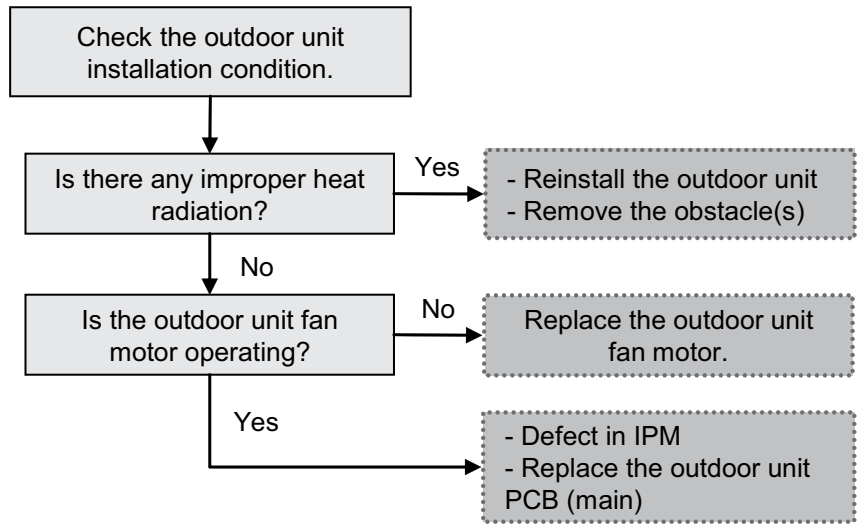 Check the outdoor unit
installation condition.
Is there any improper heat
radiation?
Yes
- Reinstall the outdoor unit
- Remove the obstacle(s)
No
Is the outdoor unit fan
motor operating?
No
Replace the outdoor unit
fan motor.
Yes
- Defect in IPM
- Replace the outdoor unit
PCB (main)